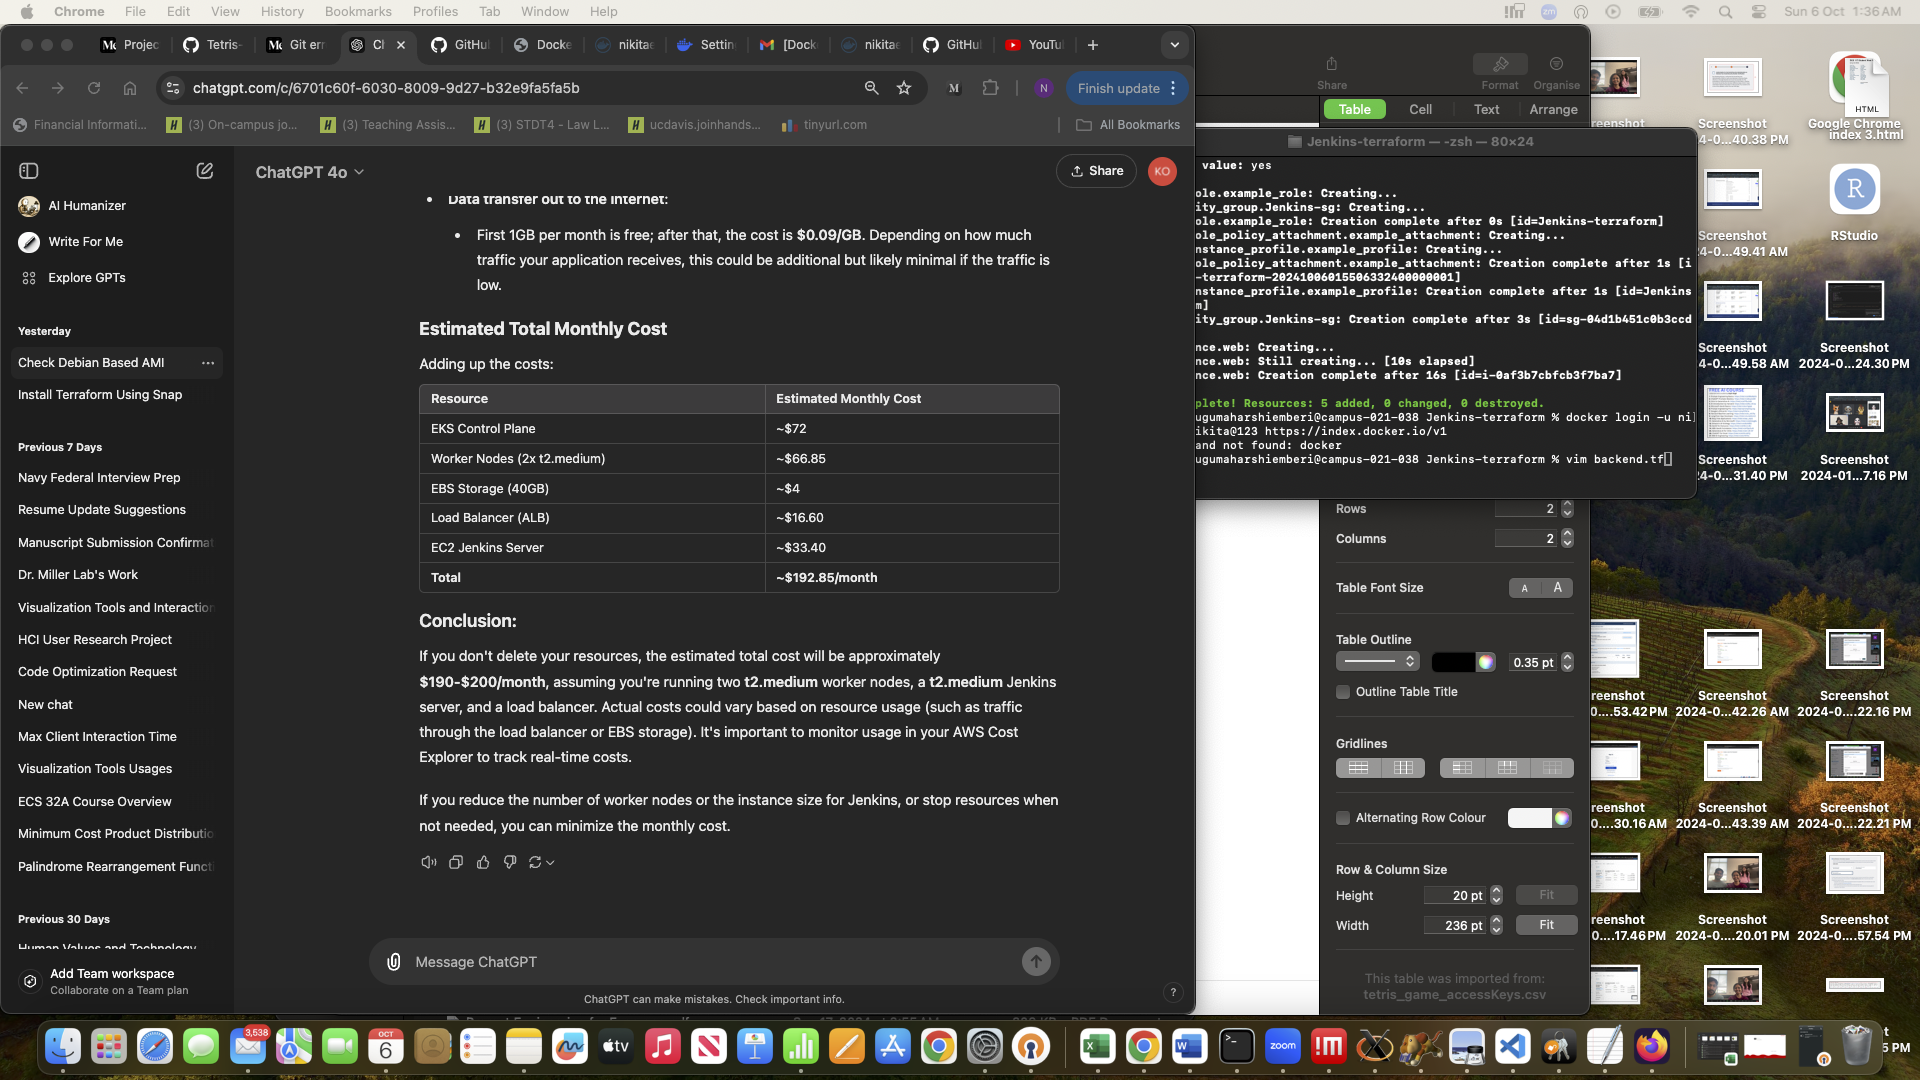 Chrome File Edit View History Bookmarks Profiles Tab Window Help
Sun 6 Oct 1:36 AM
Projec Tetris- Git err Cl GitHu Docke nikita Settin [Dock nikita GitHu YouTu
chatgpt.com/c/6701c60f-6030-8009-9d27-b32e9fa5fa5b
M N Finish update
Financial Informati... (3) On-campus jo... (3) Teaching Assis... (3) STDT4 - Law L... ucdavis.joinhands... tinyurl.com All Bookmarks
AI Humanizer
Write For Me
Explore GPTs
Yesterday
Check Debian Based AMI
Install Terraform Using Snap
Previous 7 Days
Navy Federal Interview Prep
Resume Update Suggestions
Manuscript Submission Confirmat
Dr. Miller Lab's Work
Visualization Tools and Interaction
HCI User Research Project
Code Optimization Request
New chat
Max Client Interaction Time
Visualization Tools Usages
ECS 32A Course Overview
Minimum Cost Product Distributio
Palindrome Rearrangement Funct
Previous 30 Days
Human Values and Technology
Add Team workspace
Collaborate on a Team plan
ChatGPT 4o
Share
KO
Data transfer out to the internet:
First 1GB per month is free; after that, the cost is $0.09/GB. Depending on how much
traffic your application receives, this could be additional but likely minimal if the traffic is
low.
Estimated Total Monthly Cost
Adding up the costs:
Resource Estimated Monthly Cost
EKS Control Plane ~$72
Worker Nodes (2x t2.medium) ~$66.85
EBS Storage (40GB) ~$4
Load Balancer (ALB) ~$16.60
EC2 Jenkins Server ~$33.40
Total ~$192.85/month
Conclusion:
If you don't delete your resources, the estimated total cost will be approximately
$190-$200/month, assuming you're running two t2.medium worker nodes, a t2.medium Jenkins
server, and a load balancer. Actual costs could vary based on resource usage (such as traffic
through the load balancer or EBS storage). It's important to monitor usage in your AWS Cost
Explorer to track real-time costs.
If you reduce the number of worker nodes or the instance size for Jenkins, or stop resources when
not needed, you can minimize the monthly cost.
Message ChatGPT
ChatGPT can make mistakes. Check important info.
?
Share Format Organise
Table Cell Text Arrange
Jenkins-terraform — -zsh — 80×24
value: yes
ole.example_role: Creating...
ity_group.Jenkins-sg: Creating...
ole.example_role: Creation complete after 0s [id=Jenkins-terraform]
ole_policy_attachment.example_attachment: Creating...
nstance_profile.example_profile: Creating...
ole_policy_attachment.example_attachment: Creation complete after 1s [i
-terraform-20241006015506332400000001]
nstance_profile.example_profile: Creation complete after 1s [id=Jenkins
m]
ity_group.Jenkins-sg: Creation complete after 3s [id=sg-04d1b451c0b3ccd
nce.web: Creating...
nce.web: Still creating... [10s elapsed]
nce.web: Creation complete after 16s [id=i-0af3b7cbfcb3f7ba7]
plete! Resources: 5 added, 0 changed, 0 destroyed.
ugumaharshiemberi@campus-021-038 Jenkins-terraform % docker login -u ni
ikita@123 https://index.docker.io/v1
and not found: docker
ugumaharshiemberi@campus-021-038 Jenkins-terraform % vim backend.tf
Rows 2
Columns 2
Table Font Size A A
Table Outline
0.35 pt
Outline Table Title
Gridlines
Alternating Row Colour
Row & Column Size
Height 20 pt Fit
Width 236 pt Fit
This table was imported from:
tetris_game_accessKeys.csv
HTML
eenshot Screenshot Google Chrome
4-0...40.38 PM index 3.html
R
Screenshot RStudio
4-0...49.41 AM
Screenshot Screenshot
4-0...49.58 AM 2024-0...24.30 PM
FREE AI COURSE
Screenshot Screenshot
4-0...31.40 PM 2024-01...7.16 PM
reenshot Screenshot Screenshot
0....53.42 PM 2024-0...42.26 AM 2024-0....22.16 PM
reenshot Screenshot Screenshot
0....30.16 AM 2024-0...43.39 AM 2024-0....22.21 PM
reenshot Screenshot Screenshot
0....17.46 PM 2024-0....20.01 PM 2024-0....57.54 PM
3,538
OCT
6
tv
zoom